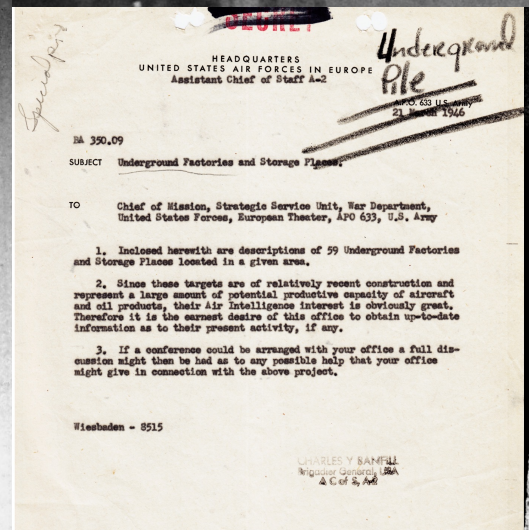 SECRET
Underground
Pile
HEADQUARTERS
UNITED STATES AIR FORCES IN EUROPE
Assistant Chief of Staff A-2
A.P.O. 633 U.S. Army
21 March 1946
BA 350.09
SUBJECT Underground Factories and Storage Places.
TO Chief of Mission, Strategic Service Unit, War Department,
United States Forces, European Theater, APO 633, U.S. Army
1. Inclosed herewith are descriptions of 59 Underground Factories
and Storage Places located in a given area.
2. Since these targets are of relatively recent construction and
represent a large amount of potential productive capacity of aircraft
and oil products, their Air Intelligence interest is obviously great.
Therefore it is the earnest desire of this office to obtain up-to-date
information as to their present activity, if any.
3. If a conference could be arranged with your office a full dis-
cussion might then be had as to any possible help that your office
might give in connection with the above project.
Wiesbaden - 8515
CHARLES Y. BANFILL
Brigadier General, USA
A C of S, A-2